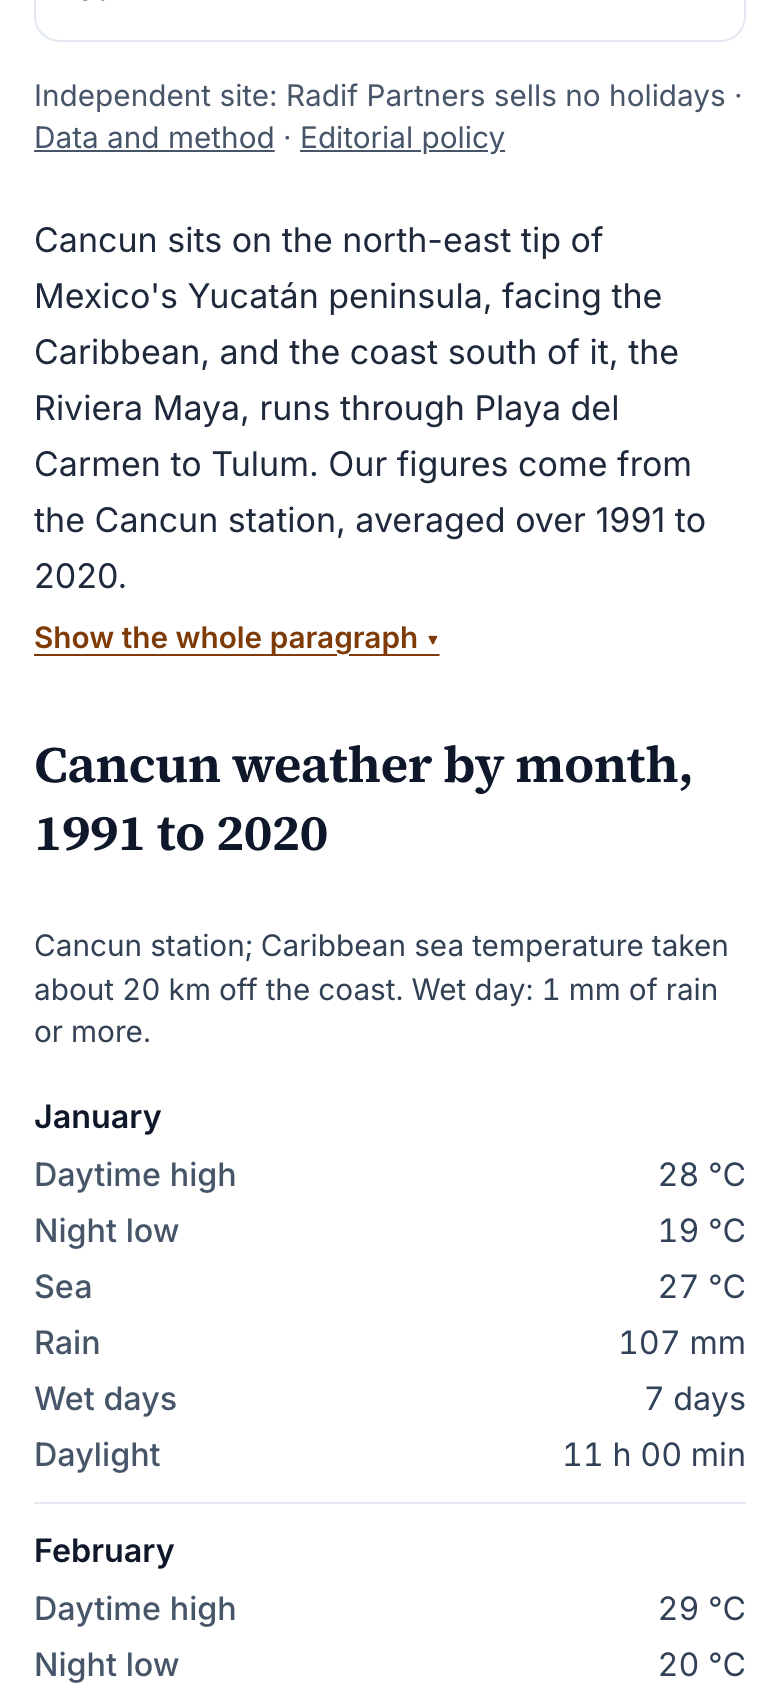 Independent site: Radif Partners sells no holidays ·
Data and method · Editorial policy
Cancun sits on the north-east tip of
Mexico's Yucatán peninsula, facing the
Caribbean, and the coast south of it, the
Riviera Maya, runs through Playa del
Carmen to Tulum. Our figures come from
the Cancun station, averaged over 1991 to
2020.
Show the whole paragraph ▾
Cancun weather by month,
1991 to 2020
Cancun station; Caribbean sea temperature taken
about 20 km off the coast. Wet day: 1 mm of rain
or more.
January
Daytime high 28 °C
Night low 19 °C
Sea 27 °C
Rain 107 mm
Wet days 7 days
Daylight 11 h 00 min
February
Daytime high 29 °C
Night low 20 °C